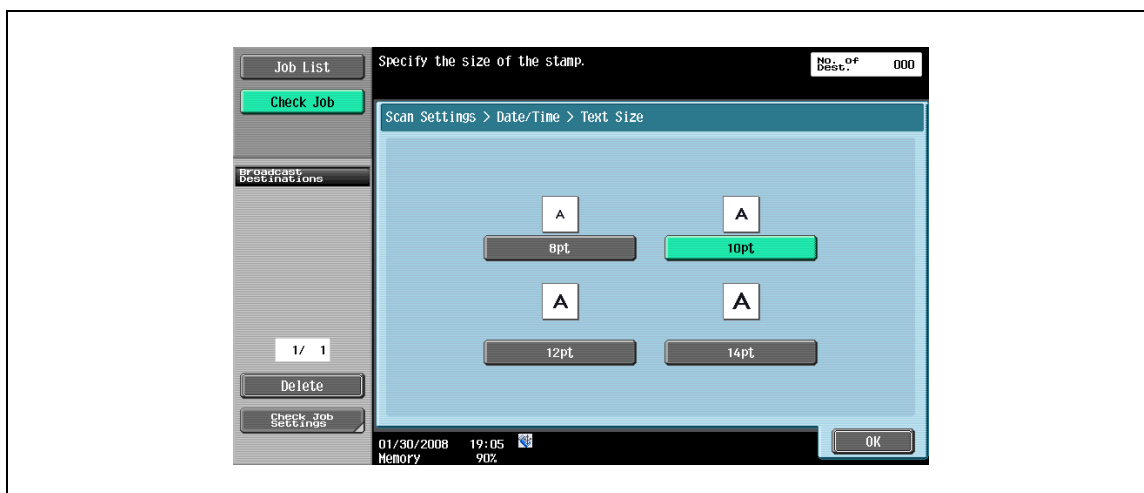 Job List
Check Job
Broadcast
Destinations
1/ 1
Delete
Check Job
Settings
Specify the size of the stamp.
No. of
Dest.
000
Scan Settings > Date/Time > Text Size
A
A
8pt
10pt
A
A
12pt
14pt
01/30/2008 19:05
Memory 90%
OK